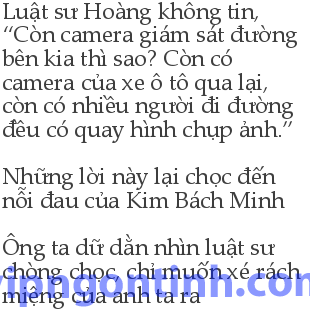 Luật sư Hoàng không tin,
“Còn camera giám sát đường
bên kia thì sao? Còn có
camera của xe ô tô qua lại,
còn có nhiều người đi đường
đều có quay hình chụp ảnh.”
Những lời này lại chọc đến
nỗi đau của Kim Bách Minh
Ông ta dữ dằn nhìn luật sư
chòng chọc, chỉ muốn xé rách
miệng của anh ta ra